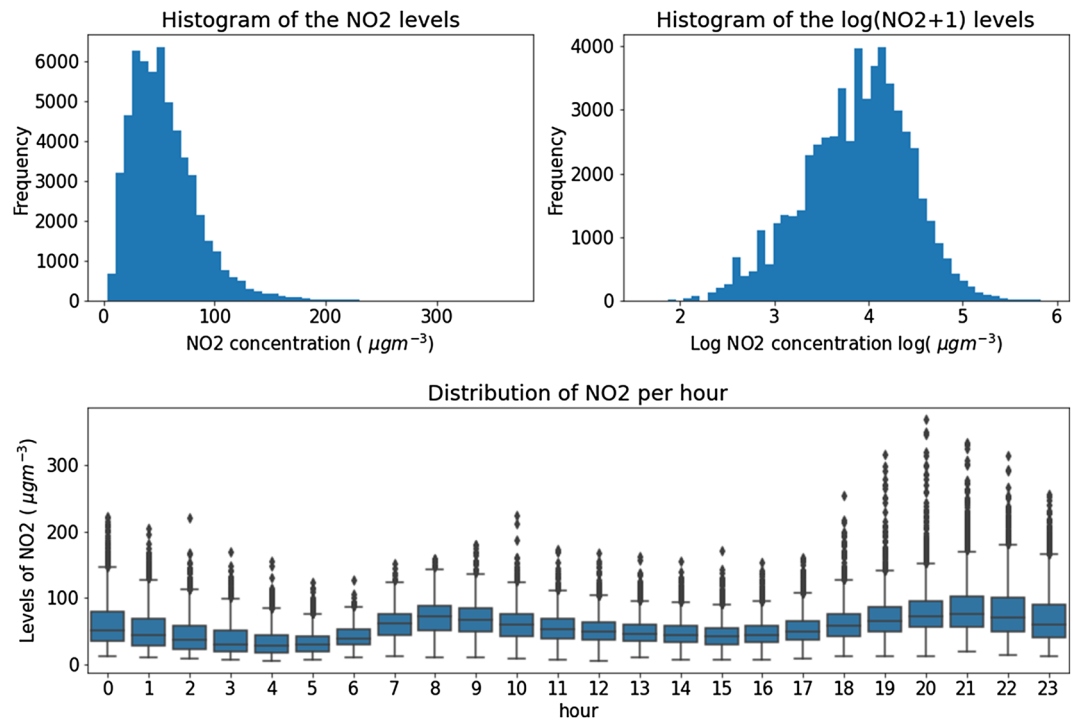 Histogram of the NO2 levels
Frequency
6000
5000
4000
3000
2000
1000
0
0 100 200 300
NO2 concentration ( μgm⁻³)
Histogram of the log(NO2+1) levels
Frequency
4000
3000
2000
1000
0
2 3 4 5 6
Log NO2 concentration log( μgm⁻³)
Distribution of NO2 per hour
Levels of NO2 ( μgm⁻³)
300
200
100
0
0 1 2 3 4 5 6 7 8 9 10 11 12 13 14 15 16 17 18 19 20 21 22 23
hour